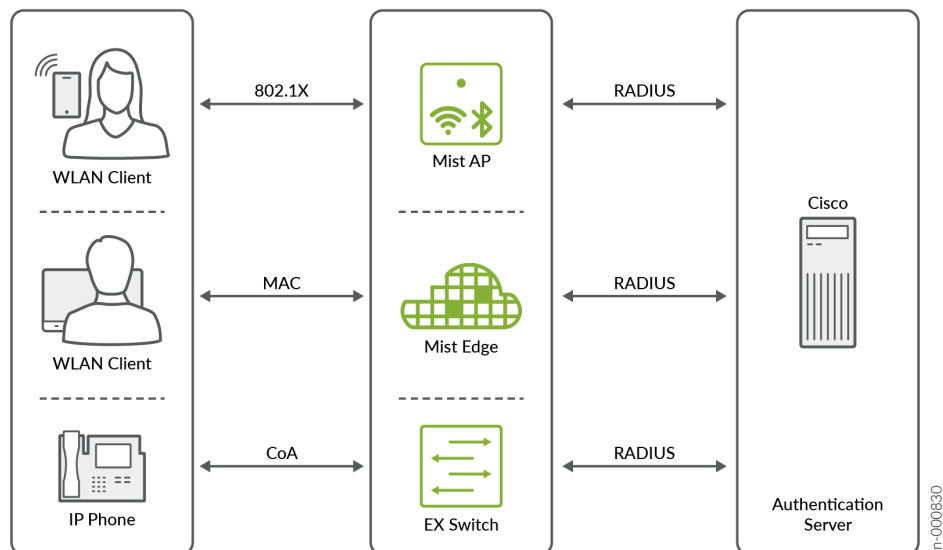 802.1X
RADIUS
WLAN Client
Mist AP
Cisco
MAC
RADIUS
WLAN Client
Mist Edge
CoA
RADIUS
IP Phone
EX Switch
Authentication
Server
n-000830